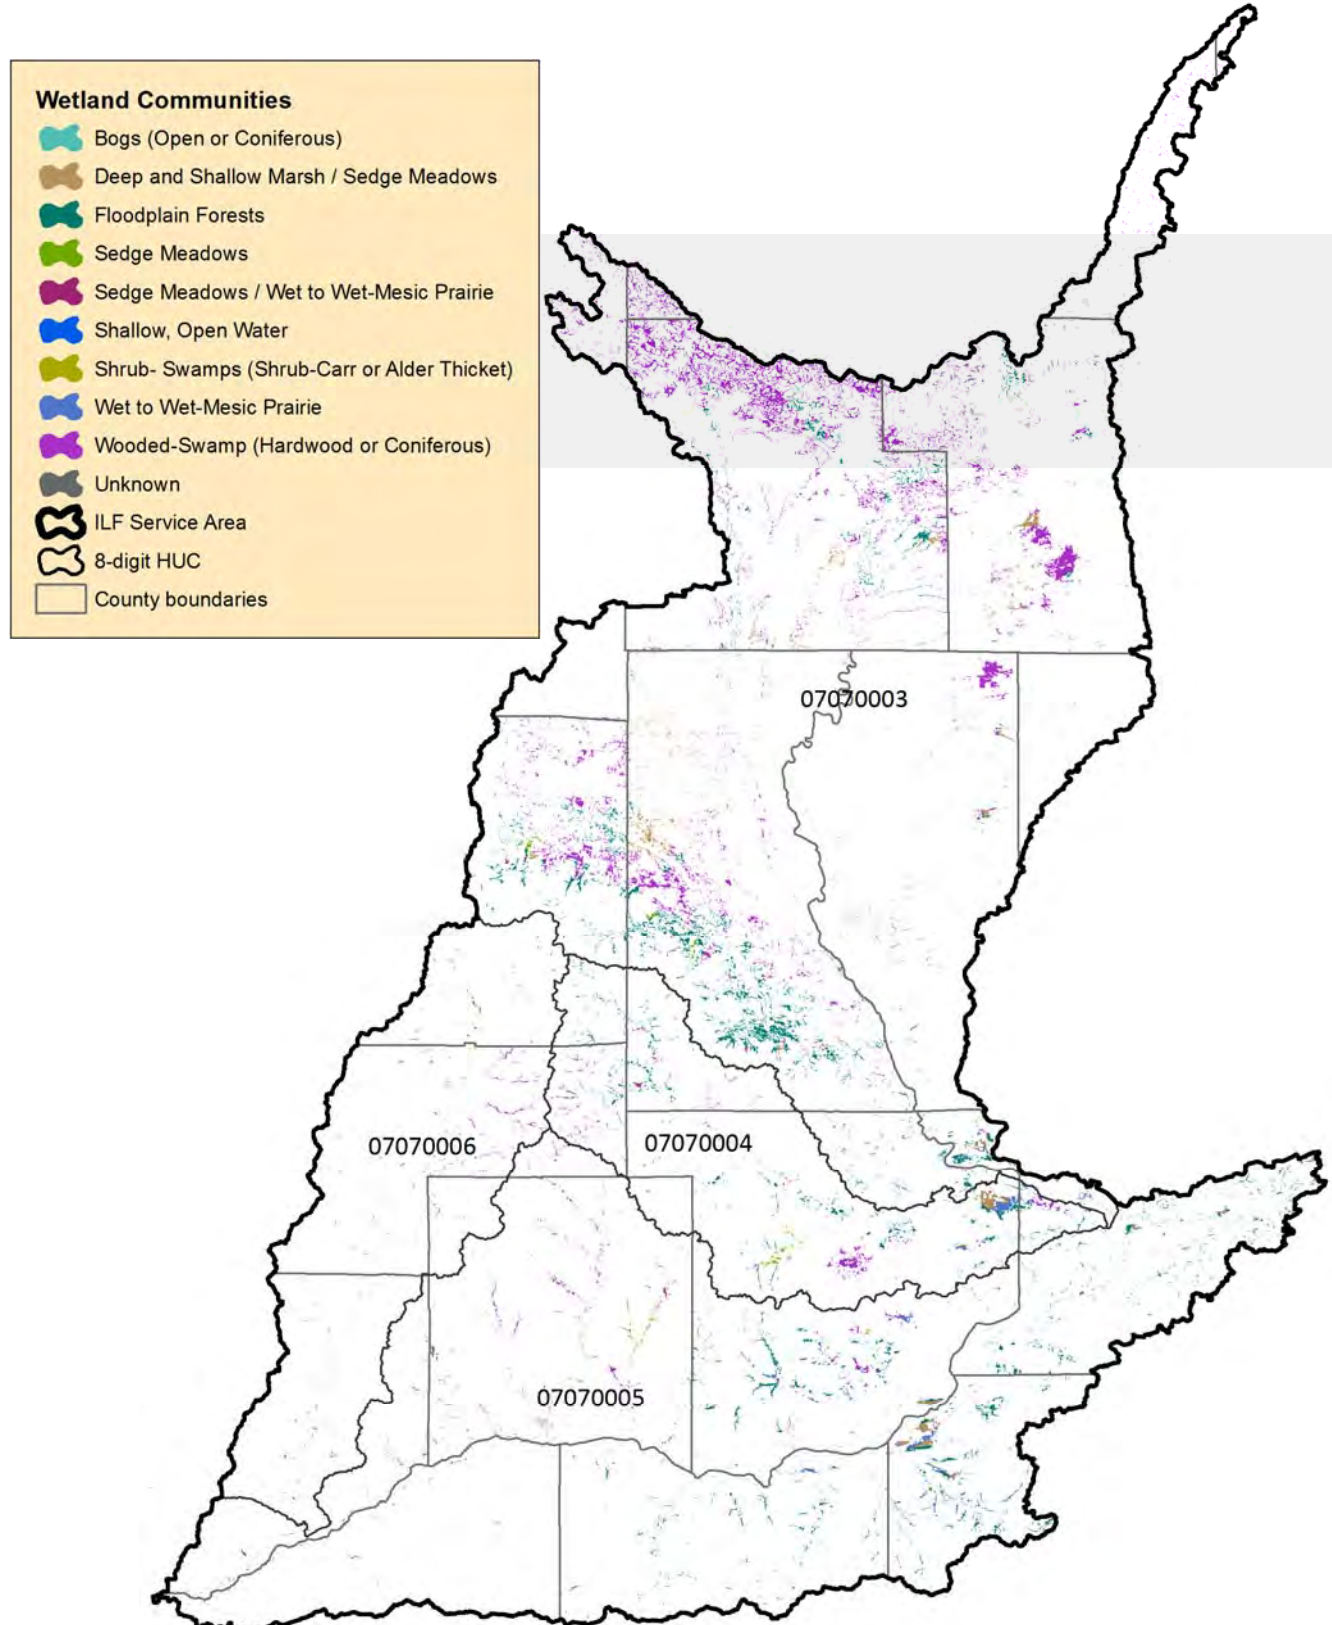 Wetland Communities
Bogs (Open or Coniferous)
Deep and Shallow Marsh / Sedge Meadows
Floodplain Forests
Sedge Meadows
Sedge Meadows / Wet to Wet-Mesic Prairie
Shallow, Open Water
Shrub- Swamps (Shrub-Carr or Alder Thicket)
Wet to Wet-Mesic Prairie
Wooded-Swamp (Hardwood or Coniferous)
Unknown
ILF Service Area
8-digit HUC
County boundaries
07070003
07070006
07070004
07070005